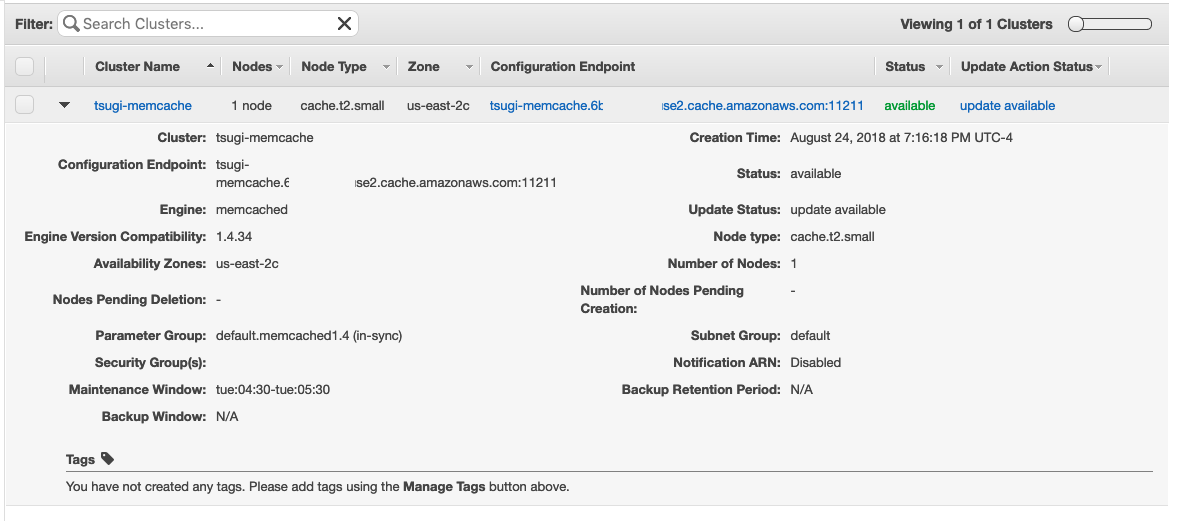 Filter: Search Clusters... Viewing 1 of 1 Clusters
Cluster Name Nodes Node Type Zone Configuration Endpoint Status Update Action Status
tsugi-memcache 1 node cache.t2.small us-east-2c tsugi-memcache.6 se2.cache.amazonaws.com:11211 available update available
Cluster: tsugi-memcache Creation Time: August 24, 2018 at 7:16:18 PM UTC-4
Configuration Endpoint: tsugi-
memcache.6 se2.cache.amazonaws.com:11211 Status: available
Engine: memcached Update Status: update available
Engine Version Compatibility: 1.4.34 Node type: cache.t2.small
Availability Zones: us-east-2c Number of Nodes: 1
Nodes Pending Deletion: - Number of Nodes Pending
Creation: -
Parameter Group: default.memcached1.4 (in-sync) Subnet Group: default
Security Group(s): Notification ARN: Disabled
Maintenance Window: tue:04:30-tue:05:30 Backup Retention Period: N/A
Backup Window: N/A
Tags
You have not created any tags. Please add tags using the Manage Tags button above.